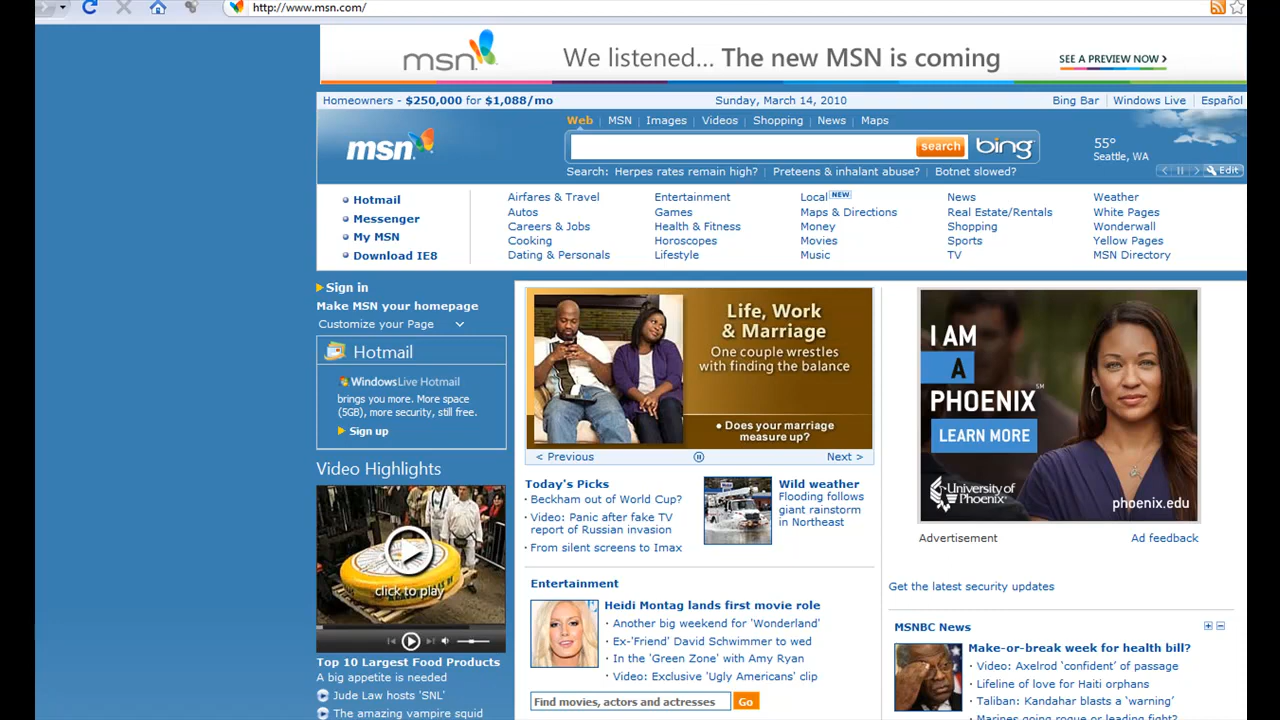 http://www.msn.com/
msn
We listened... The new MSN is coming
SEE A PREVIEW NOW
Homeowners - $250,000 for $1,088/mo
Sunday, March 14, 2010
Bing Bar | Windows Live | Español
Web | MSN | Images | Videos | Shopping | News | Maps
msn
search
bing
55°
Seattle, WA
Search: Herpes rates remain high? | Preteens & inhalant abuse? | Botnet slowed?
Edit
Hotmail
Messenger
My MSN
Download IE8
Airfares & Travel
Autos
Careers & Jobs
Cooking
Dating & Personals
Entertainment
Games
Health & Fitness
Horoscopes
Lifestyle
Local NEW
Maps & Directions
Money
Movies
Music
News
Real Estate/Rentals
Shopping
Sports
TV
Weather
White Pages
Wonderwall
Yellow Pages
MSN Directory
Sign in
Make MSN your homepage
Customize your Page
Hotmail
Windows Live Hotmail
brings you more. More space
(5GB), more security, still free.
Sign up
Video Highlights
click to play
Top 10 Largest Food Products
A big appetite is needed
Jude Law hosts 'SNL'
The amazing vampire squid
Life, Work
& Marriage
One couple wrestles
with finding the balance
• Does your marriage
measure up?
< Previous
Next >
Today's Picks
Beckham out of World Cup?
Video: Panic after fake TV
report of Russian invasion
From silent screens to Imax
Wild weather
Flooding follows
giant rainstorm
in Northeast
Entertainment
Heidi Montag lands first movie role
Another big weekend for 'Wonderland'
Ex-'Friend' David Schwimmer to wed
In the 'Green Zone' with Amy Ryan
Video: Exclusive 'Ugly Americans' clip
Find movies, actors and actresses
Go
I AM
A
PHOENIX℠
LEARN MORE
University of
Phoenix®
phoenix.edu
Advertisement
Ad feedback
Get the latest security updates
MSNBC News
Make-or-break week for health bill?
Video: Axelrod 'confident' of passage
Lifeline of love for Haiti orphans
Taliban: Kandahar blasts a 'warning'
Marines going rogue or leading fight?